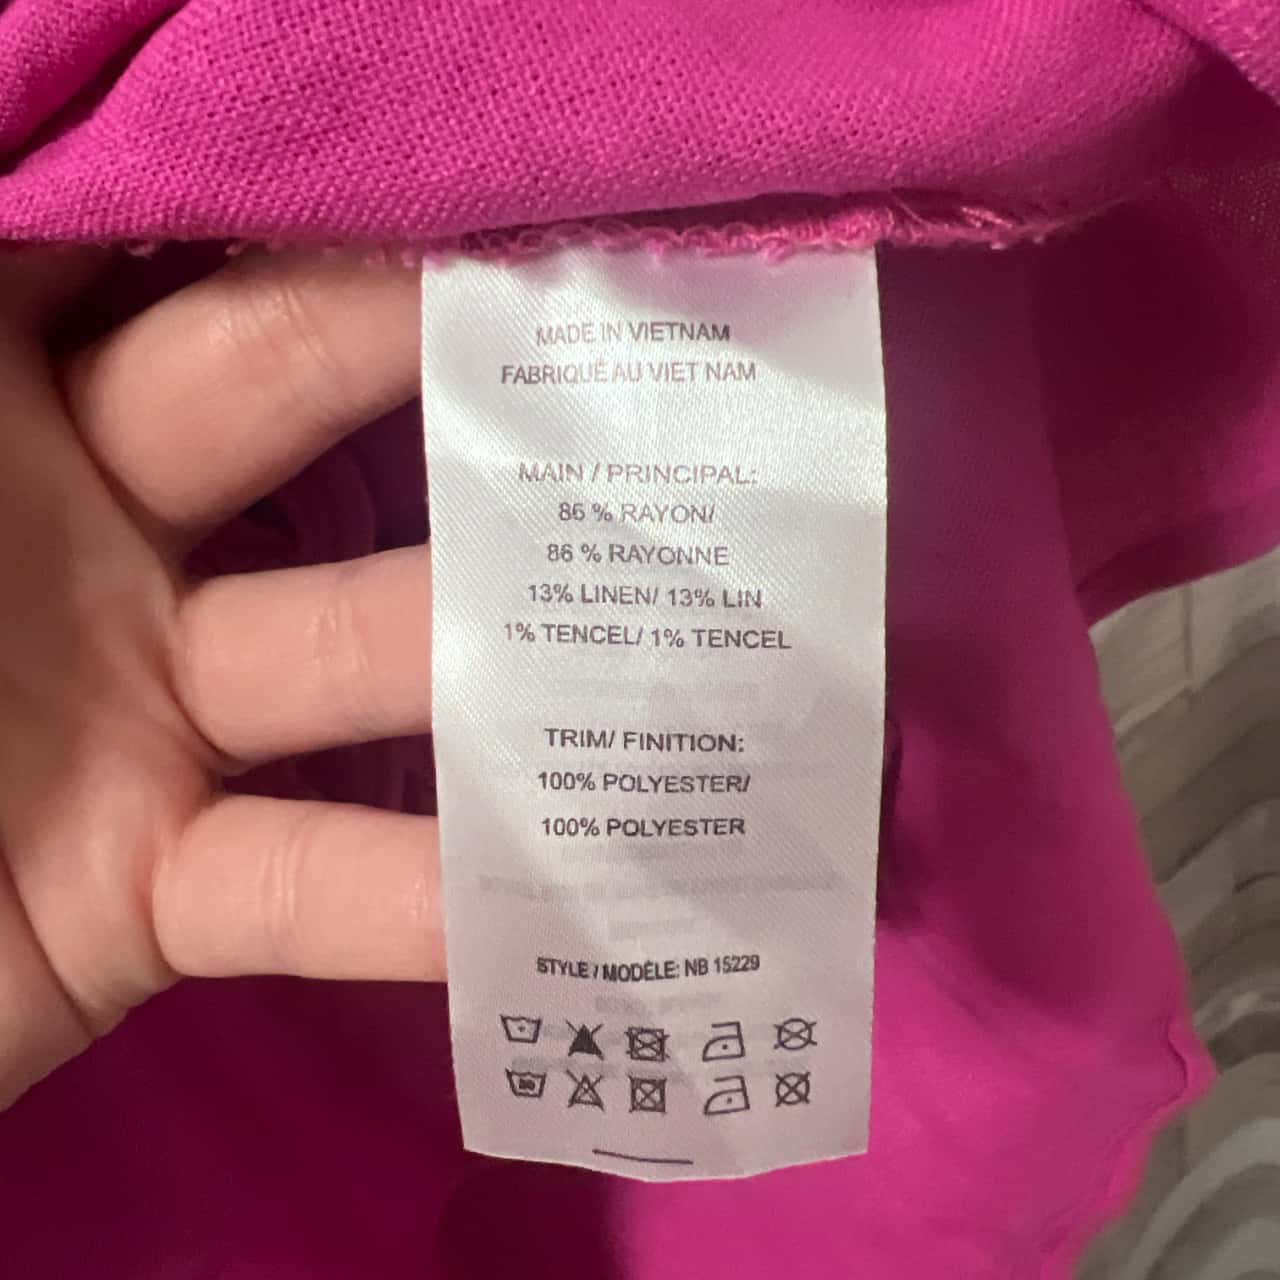 MADE IN VIETNAM
FABRIQUÉ AU VIET NAM
MAIN / PRINCIPAL:
86 % RAYON/
86 % RAYONNE
13% LINEN/ 13% LIN
1% TENCEL/ 1% TENCEL
TRIM/ FINITION:
100% POLYESTER/
100% POLYESTER
STYLE / MODÈLE: NB 15229